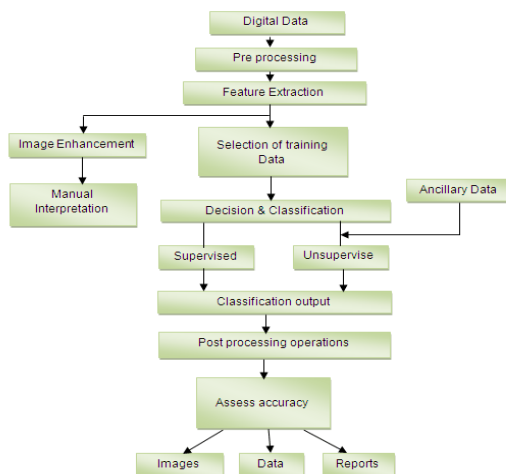 Digital Data
Pre processing
Feature Extraction
Image Enhancement
Selection of training
Data
Manual
Interpretation
Ancillary Data
Decision & Classification
Supervised
Unsupervise
Classification output
Post processing operations
Assess accuracy
Images
Data
Reports